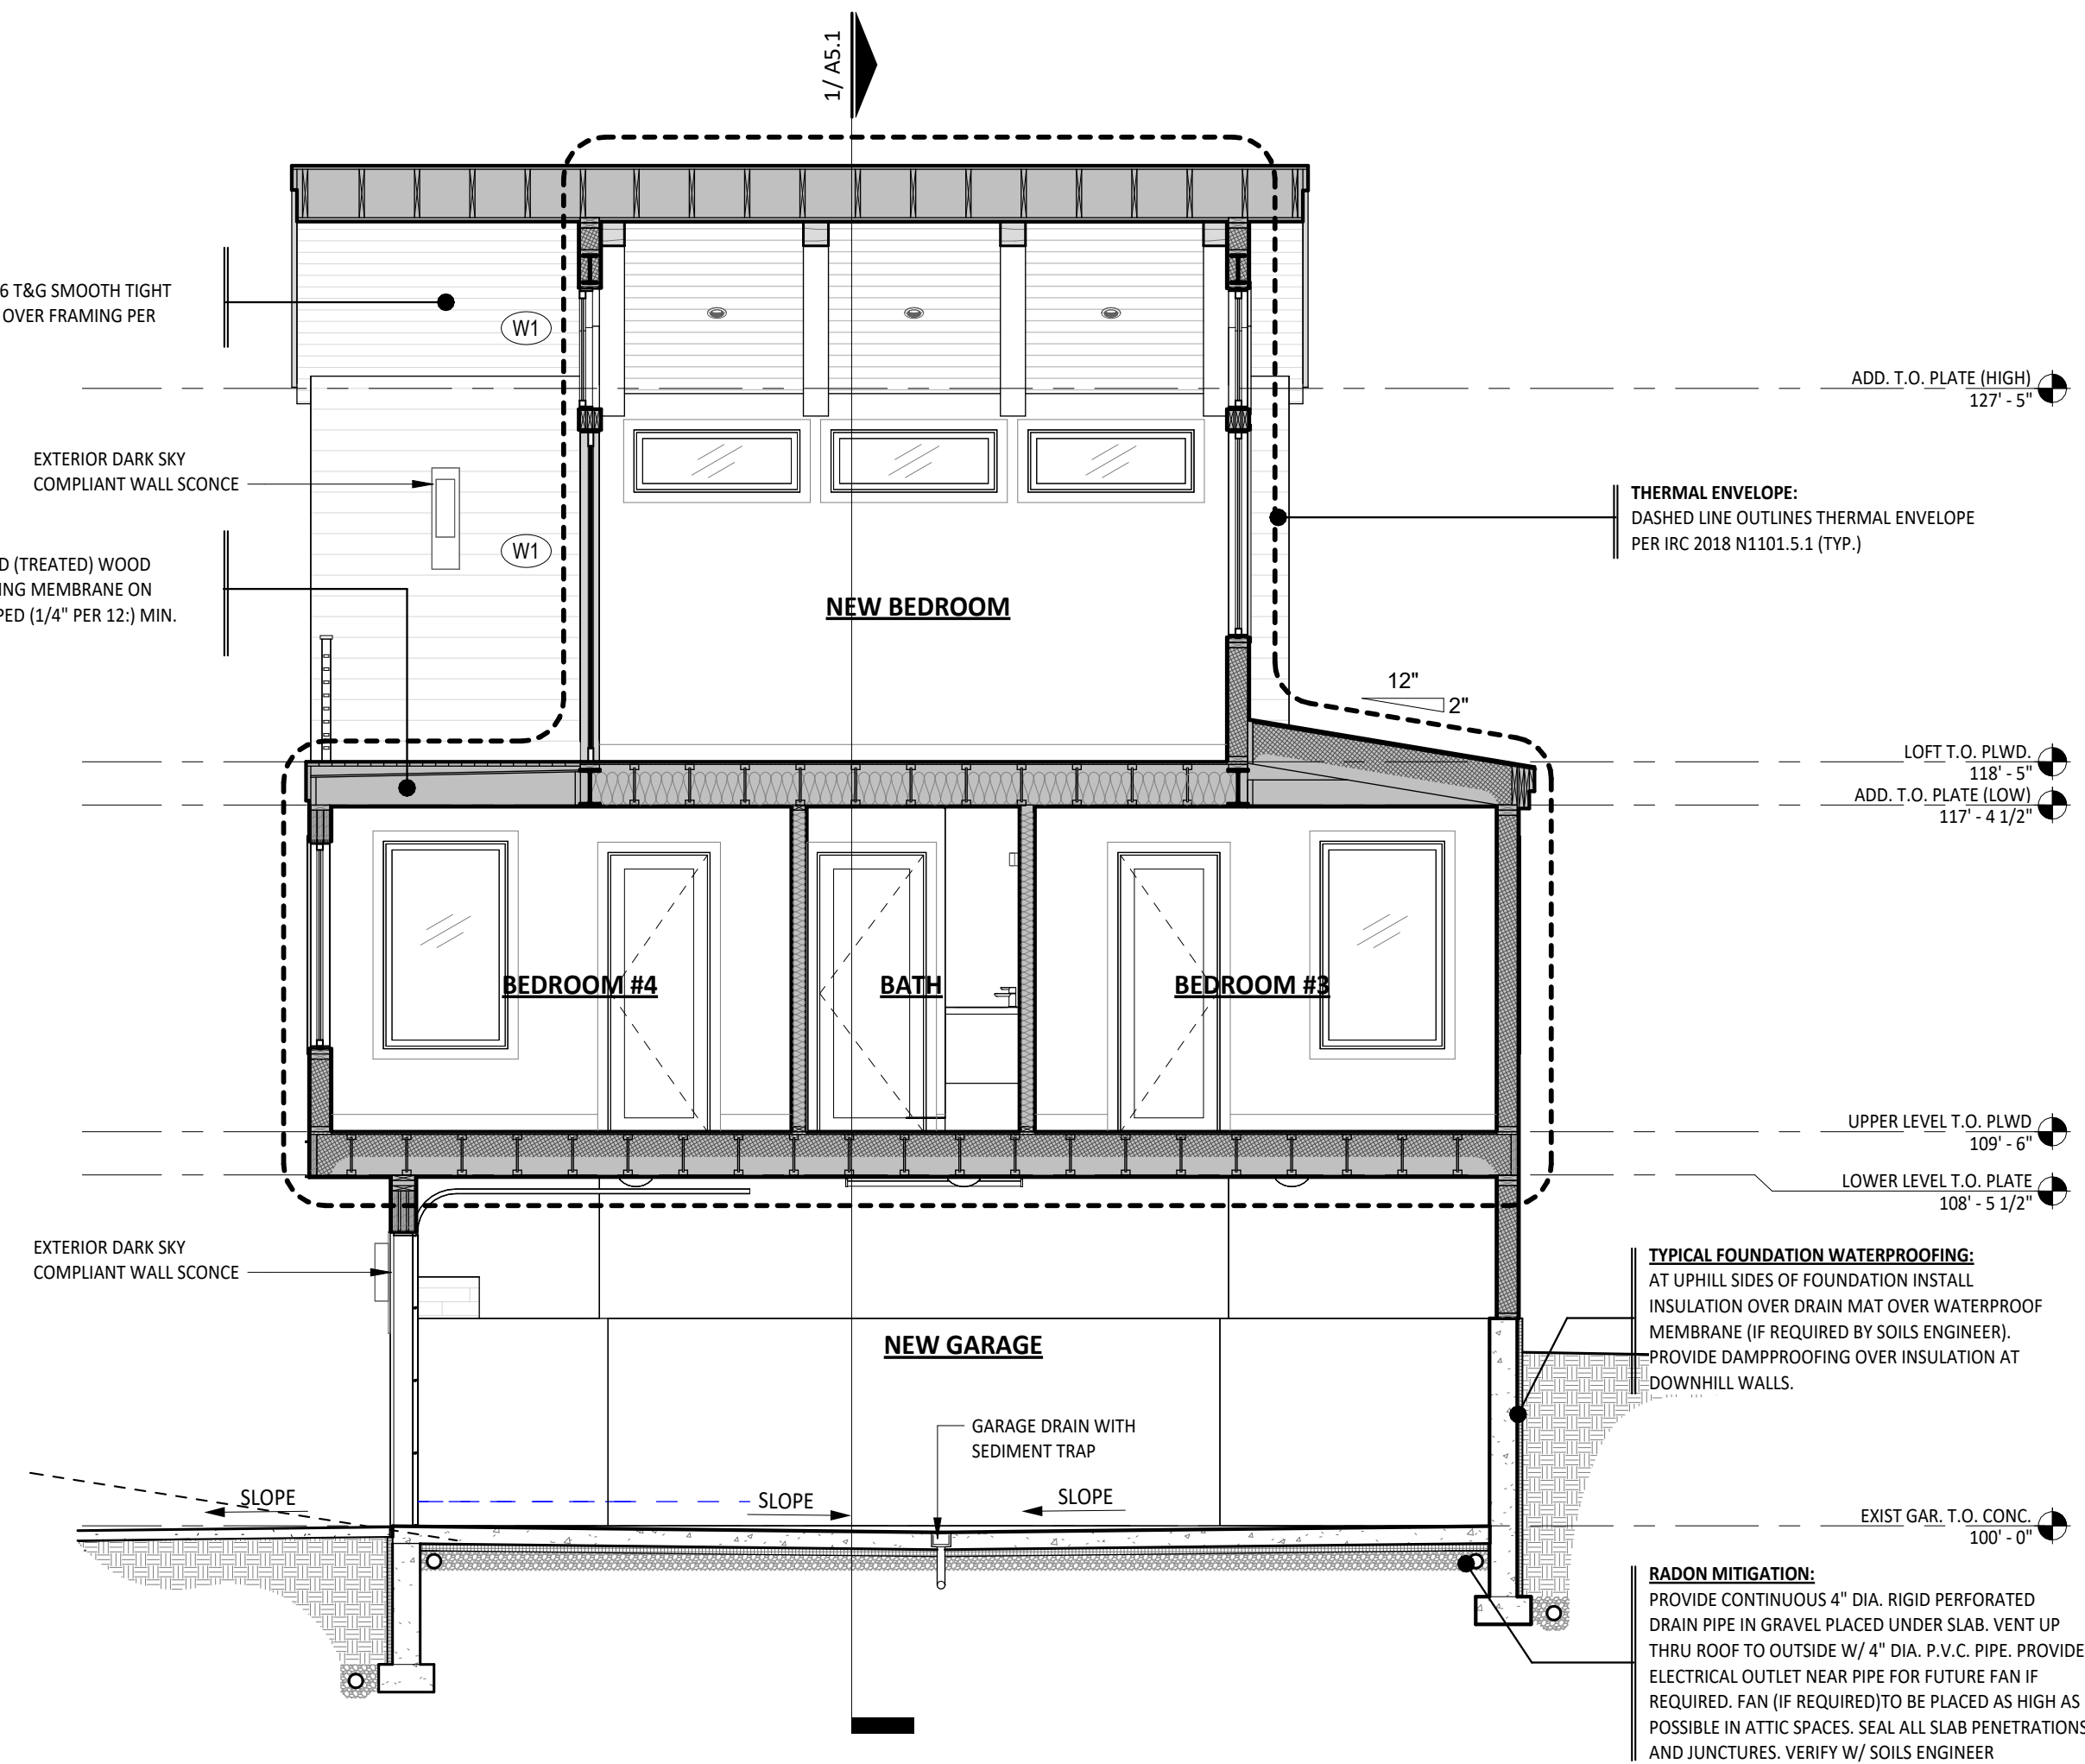 1/ A5.1
6 T&G SMOOTH TIGHT
OVER FRAMING PER
W1
ADD. T.O. PLATE (HIGH)
127' - 5"
EXTERIOR DARK SKY
COMPLIANT WALL SCONCE
THERMAL ENVELOPE:
DASHED LINE OUTLINES THERMAL ENVELOPE
PER IRC 2018 N1101.5.1 (TYP.)
W1
D (TREATED) WOOD
ING MEMBRANE ON
PED (1/4" PER 12:) MIN.
NEW BEDROOM
12"
2"
LOFT T.O. PLWD.
118' - 5"
ADD. T.O. PLATE (LOW)
117' - 4 1/2"
BEDROOM #4
BATH
BEDROOM #3
UPPER LEVEL T.O. PLWD
109' - 6"
LOWER LEVEL T.O. PLATE
108' - 5 1/2"
EXTERIOR DARK SKY
COMPLIANT WALL SCONCE
TYPICAL FOUNDATION WATERPROOFING:
AT UPHILL SIDES OF FOUNDATION INSTALL
INSULATION OVER DRAIN MAT OVER WATERPROOF
MEMBRANE (IF REQUIRED BY SOILS ENGINEER).
PROVIDE DAMPPROOFING OVER INSULATION AT
DOWNHILL WALLS.
NEW GARAGE
GARAGE DRAIN WITH
SEDIMENT TRAP
SLOPE
SLOPE
SLOPE
EXIST GAR. T.O. CONC.
100' - 0"
RADON MITIGATION:
PROVIDE CONTINUOUS 4" DIA. RIGID PERFORATED
DRAIN PIPE IN GRAVEL PLACED UNDER SLAB. VENT UP
THRU ROOF TO OUTSIDE W/ 4" DIA. P.V.C. PIPE. PROVIDE
ELECTRICAL OUTLET NEAR PIPE FOR FUTURE FAN IF
REQUIRED. FAN (IF REQUIRED)TO BE PLACED AS HIGH AS
POSSIBLE IN ATTIC SPACES. SEAL ALL SLAB PENETRATIONS
AND JUNCTURES. VERIFY W/ SOILS ENGINEER